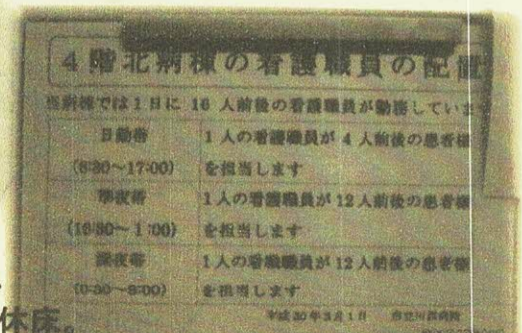 4階北病棟の看護職員の配置
当病棟では1日に 16 人前後の看護職員が勤務しています
日勤帯
1人の看護職員が 4 人前後の患者様
(8:30～17:00)
を担当します
準夜帯
1人の看護職員が 12 人前後の患者様
(16:30～1:00)
を担当します
深夜帯
1人の看護職員が 12 人前後の患者様
(0:30～9:00)
を担当します
平成30年3月1日
休床。